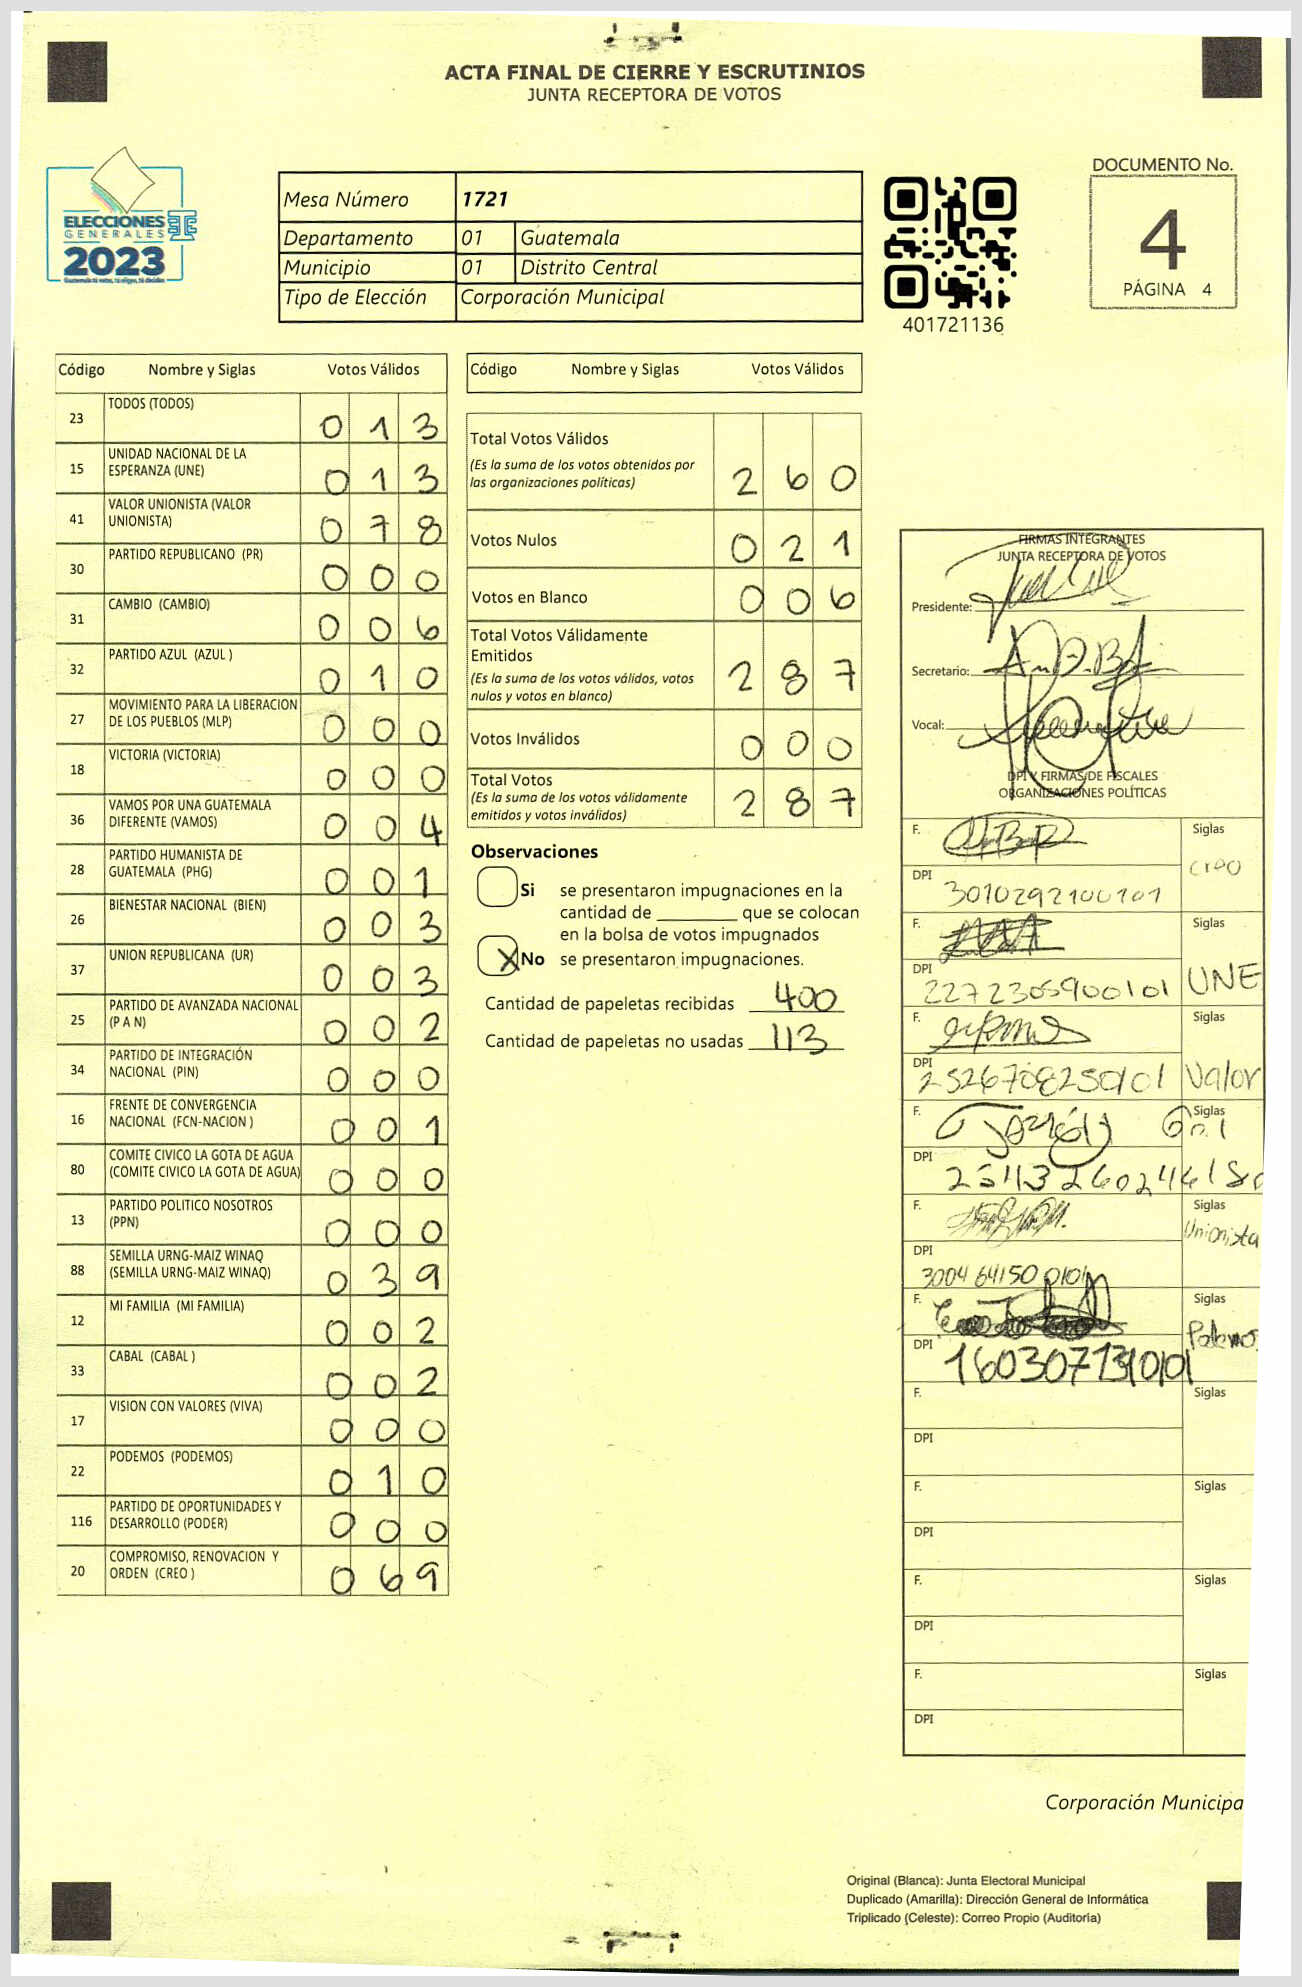 ACTA FINAL DE CIERRE Y ESCRUTINIOS
JUNTA RECEPTORA DE VOTOS
ELECCIONES
GENERALES
2023
Mesa Número 1721
Departamento 01 Guatemala
Municipio 01 Distrito Central
Tipo de Elección Corporación Municipal
401721136
DOCUMENTO No.
4
PÁGINA 4
Código Nombre y Siglas Votos Válidos
23 TODOS (TODOS) 0 1 3
15 UNIDAD NACIONAL DE LA
ESPERANZA (UNE) 0 1 3
41 VALOR UNIONISTA (VALOR
UNIONISTA) 0 7 8
30 PARTIDO REPUBLICANO (PR) 0 0 0
31 CAMBIO (CAMBIO) 0 0 6
32 PARTIDO AZUL (AZUL ) 0 1 0
27 MOVIMIENTO PARA LA LIBERACION
DE LOS PUEBLOS (MLP) 0 0 0
18 VICTORIA (VICTORIA) 0 0 0
36 VAMOS POR UNA GUATEMALA
DIFERENTE (VAMOS) 0 0 4
28 PARTIDO HUMANISTA DE
GUATEMALA (PHG) 0 0 1
26 BIENESTAR NACIONAL (BIEN) 0 0 3
37 UNION REPUBLICANA (UR) 0 0 3
25 PARTIDO DE AVANZADA NACIONAL
(P A N) 0 0 2
34 PARTIDO DE INTEGRACIÓN
NACIONAL (PIN) 0 0 0
16 FRENTE DE CONVERGENCIA
NACIONAL (FCN-NACION ) 0 0 1
80 COMITE CIVICO LA GOTA DE AGUA
(COMITE CIVICO LA GOTA DE AGUA) 0 0 0
13 PARTIDO POLITICO NOSOTROS
(PPN) 0 0 0
88 SEMILLA URNG-MAIZ WINAQ
(SEMILLA URNG-MAIZ WINAQ) 0 3 9
12 MI FAMILIA (MI FAMILIA) 0 0 2
33 CABAL (CABAL ) 0 0 2
17 VISION CON VALORES (VIVA) 0 0 0
22 PODEMOS (PODEMOS) 0 1 0
116 PARTIDO DE OPORTUNIDADES Y
DESARROLLO (PODER) 0 0 0
20 COMPROMISO, RENOVACION Y
ORDEN (CREO ) 0 6 9
Código Nombre y Siglas Votos Válidos
Total Votos Válidos
(Es la suma de los votos obtenidos por
las organizaciones políticas) 2 6 0
Votos Nulos 0 2 1
Votos en Blanco 0 0 6
Total Votos Válidamente
Emitidos
(Es la suma de los votos válidos, votos
nulos y votos en blanco) 2 8 7
Votos Inválidos 0 0 0
Total Votos
(Es la suma de los votos válidamente
emitidos y votos inválidos) 2 8 7
Observaciones
Si se presentaron impugnaciones en la
cantidad de ________ que se colocan
en la bolsa de votos impugnados
X No se presentaron impugnaciones.
Cantidad de papeletas recibidas 400
Cantidad de papeletas no usadas 113
FIRMAS INTEGRANTES
JUNTA RECEPTORA DE VOTOS
Presidente:
Secretario:
Vocal:
DPI Y FIRMAS DE FISCALES
ORGANIZACIONES POLÍTICAS
F. Siglas
creo
DPI 3010292100101
F. Siglas
UNE
DPI 2272305900101
F. Siglas
Valor
DPI
F. Siglas
DPI
F. Siglas
Unionista
DPI 3004 64150 0101
F. Siglas
Podemos
DPI
F. Siglas
DPI
F. Siglas
DPI
F. Siglas
DPI
F. Siglas
DPI
Corporación Municipa
Original (Blanca): Junta Electoral Municipal
Duplicado (Amarilla): Dirección General de Informática
Triplicado (Celeste): Correo Propio (Auditoría)